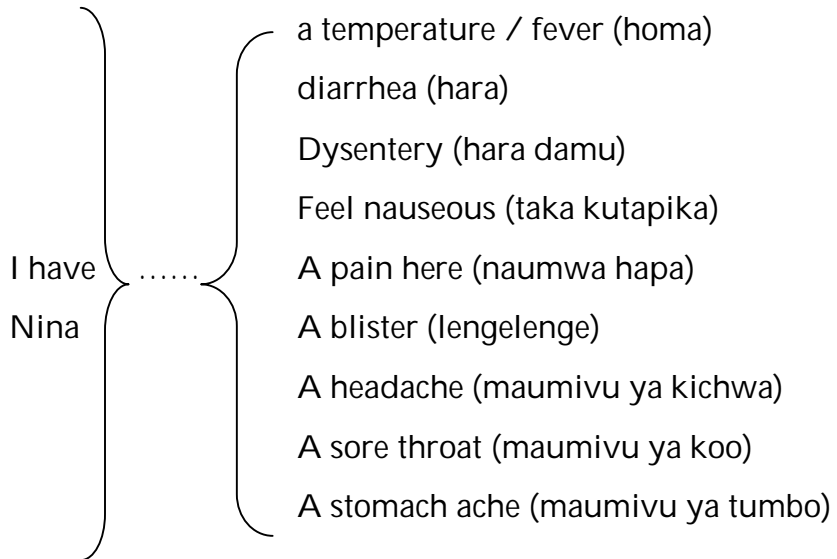 a temperature / fever (homa)
diarrhea (hara)
Dysentery (hara damu)
Feel nauseous (taka kutapika)
I have ...... A pain here (naumwa hapa)
Nina A blister (lengelenge)
A headache (maumivu ya kichwa)
A sore throat (maumivu ya koo)
A stomach ache (maumivu ya tumbo)